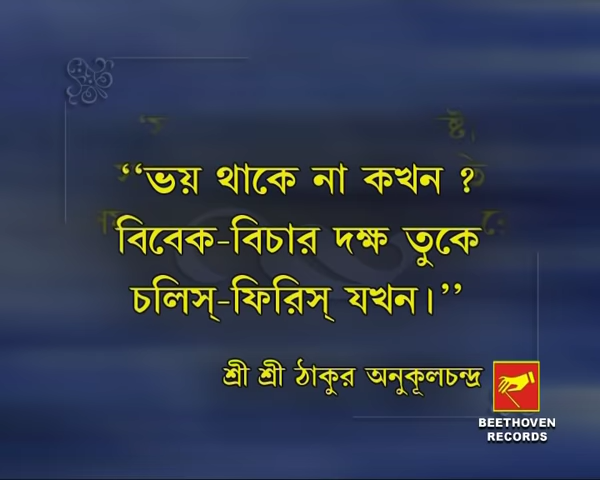 ‘‘ভয় থাকে না কখন ?
বিবেক-বিচার দক্ষ তুকে
চলিস্-ফিরিস্ যখন।’’
শ্রী শ্রী ঠাকুর অনুকূলচন্দ্র
BEETHOVEN
RECORDS